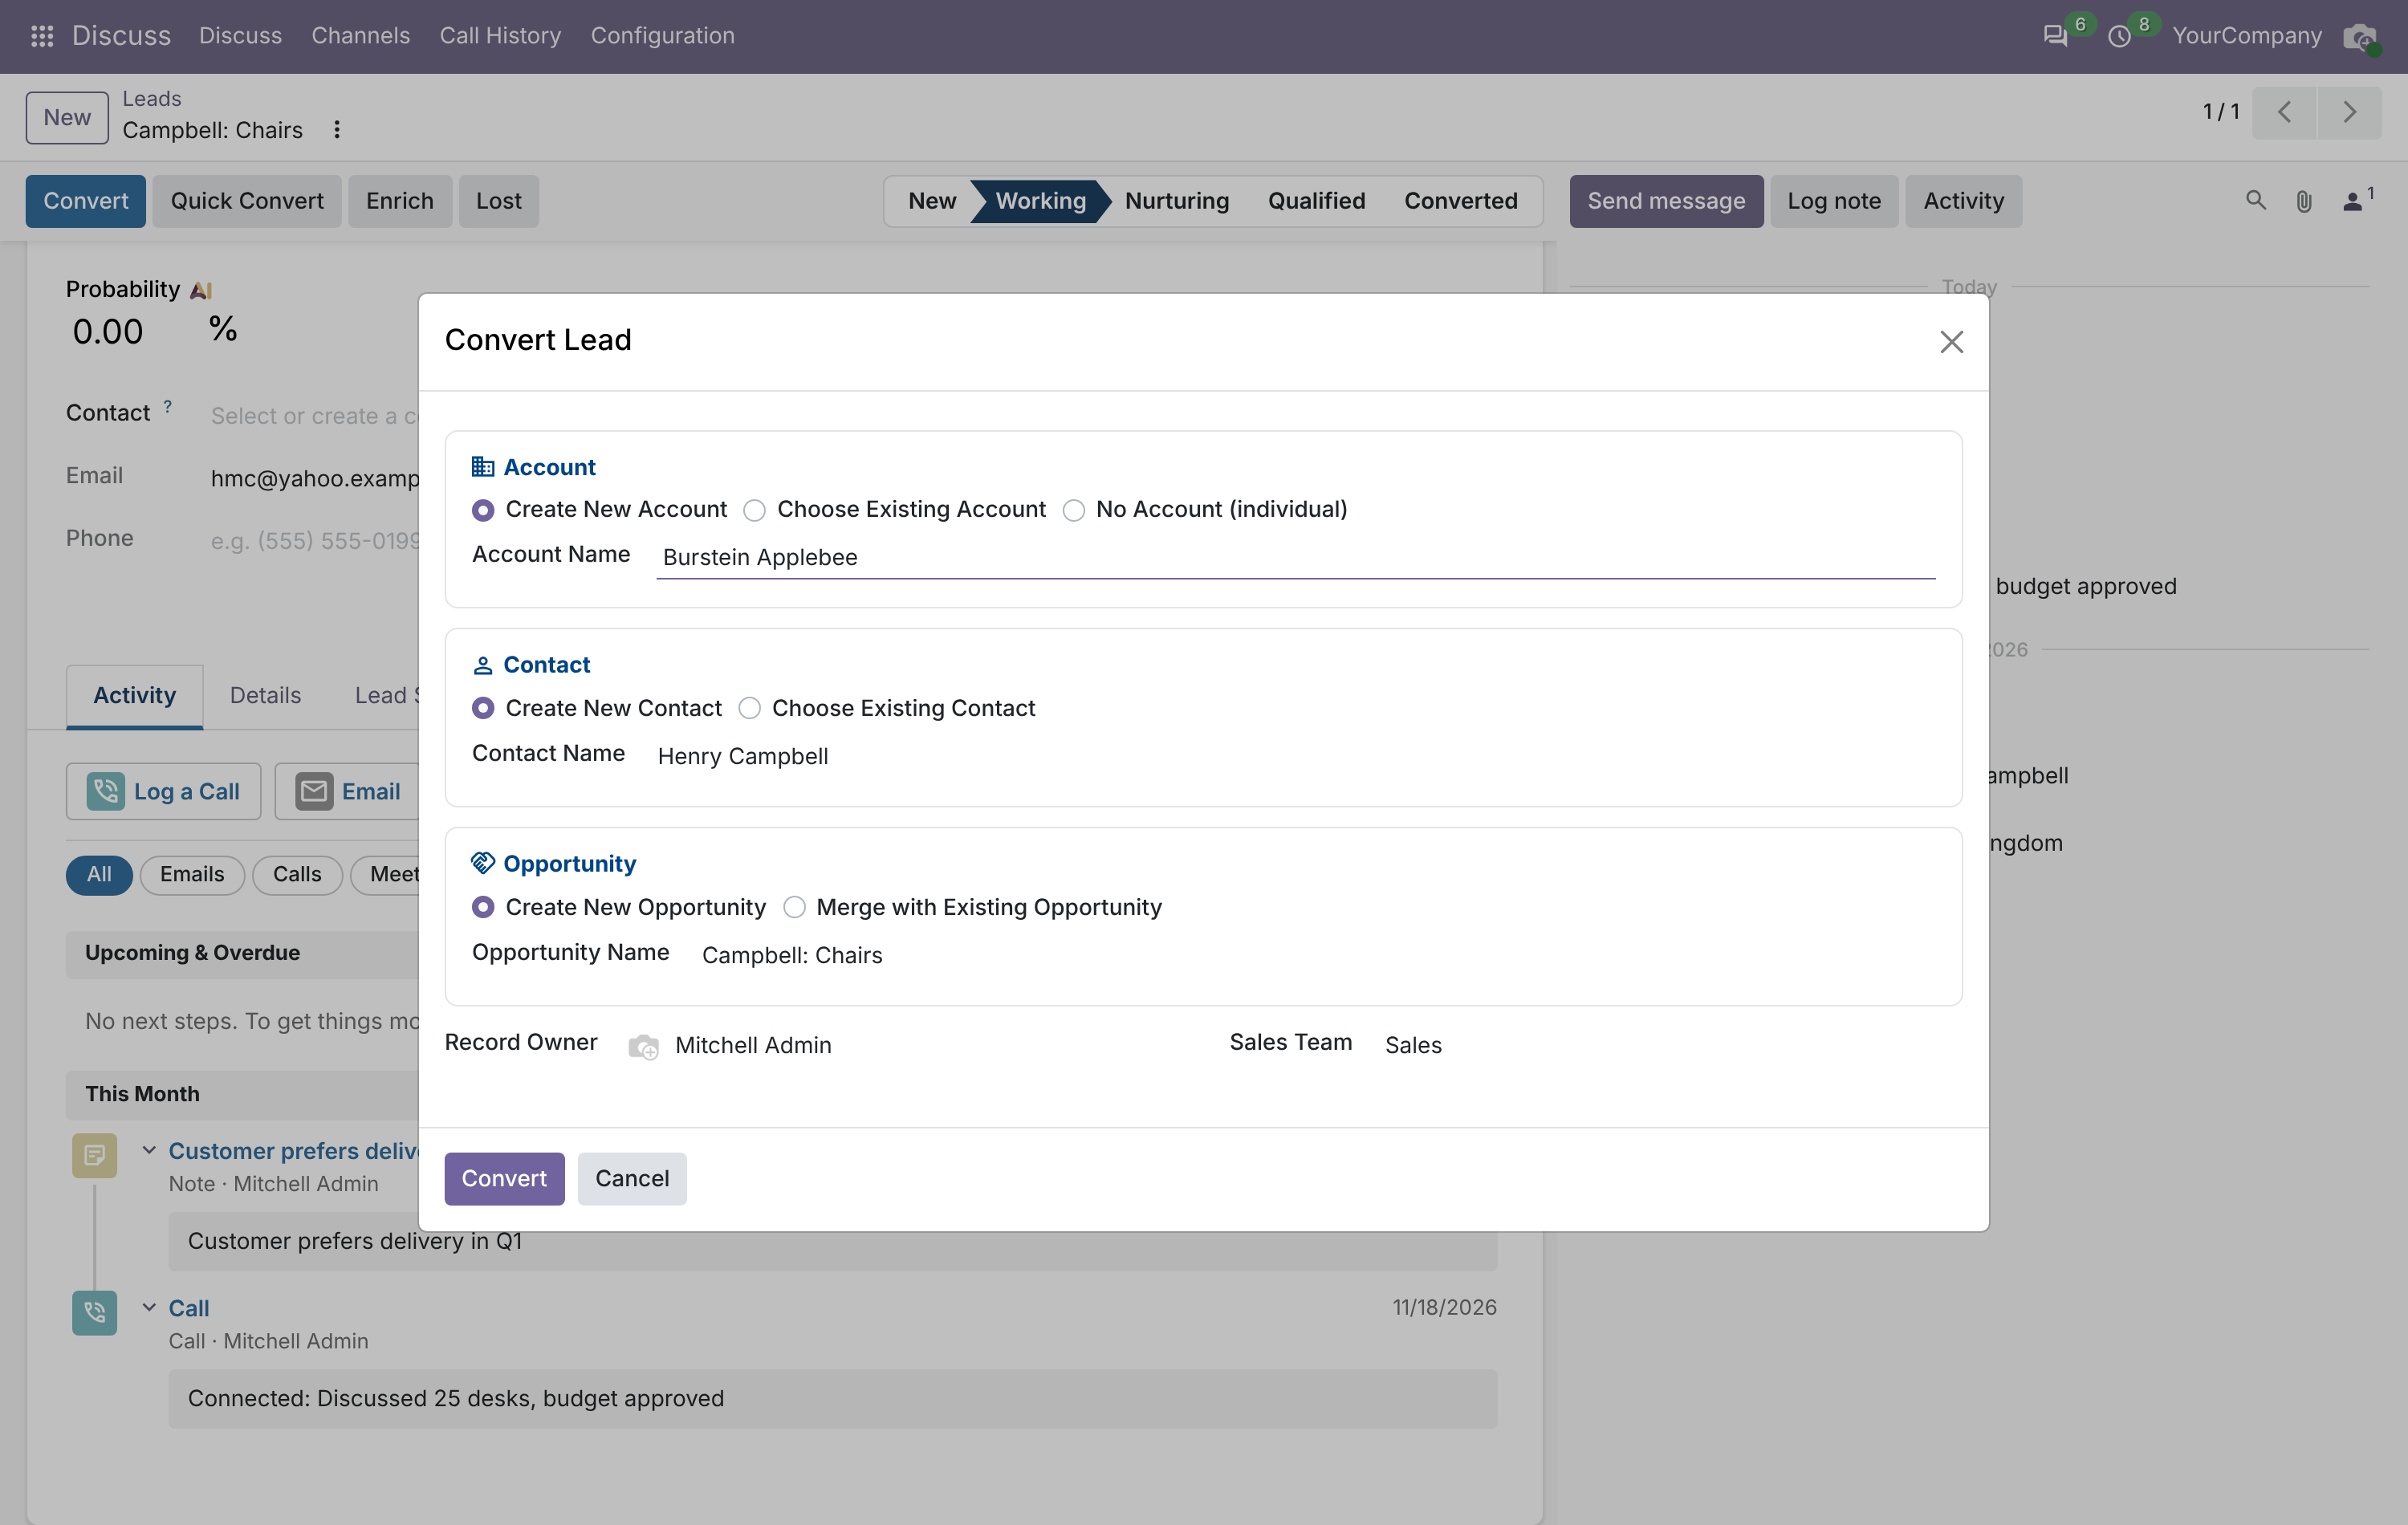 Discuss Discuss Channels Call History Configuration 6 8 YourCompany
New Leads 1 / 1
Campbell: Chairs
Convert Quick Convert Enrich Lost New Working Nurturing Qualified Converted Send message Log note Activity 1
Probability AI Today
0.00 %
Convert Lead
Contact ? Select or create a
Email hmc@yahoo.examp
Phone e.g. (555) 555-0199
Account
Create New Account Choose Existing Account No Account (individual)
Account Name Burstein Applebee
budget approved
2026
Contact
Create New Contact Choose Existing Contact
Contact Name Henry Campbell
ampbell
ngdom
Activity Details Lead S
Log a Call Email
All Emails Calls Meet
Opportunity
Create New Opportunity Merge with Existing Opportunity
Opportunity Name Campbell: Chairs
Upcoming & Overdue
No next steps. To get things mo
Record Owner Mitchell Admin Sales Team Sales
This Month
Convert Cancel
Customer prefers delive
Note · Mitchell Admin
Customer prefers delivery in Q1
Call 11/18/2026
Call · Mitchell Admin
Connected: Discussed 25 desks, budget approved